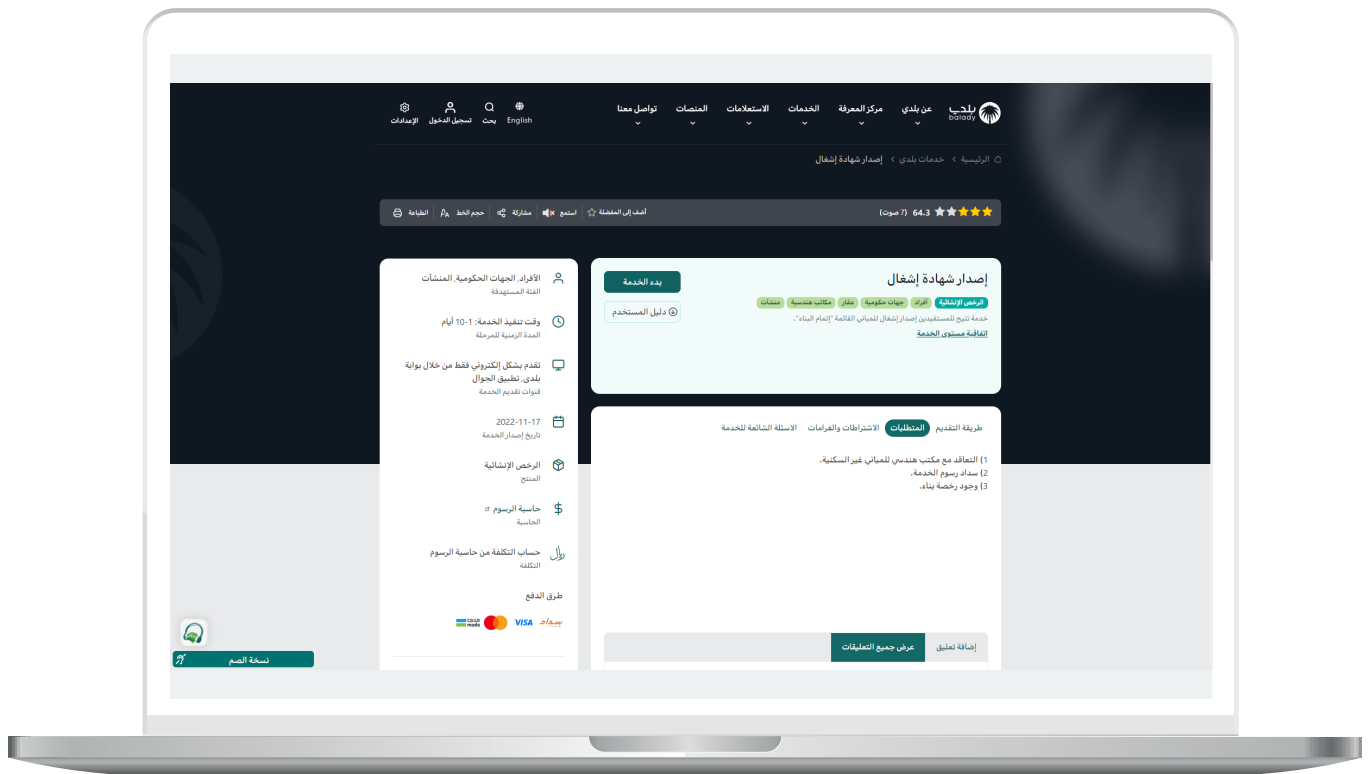 بلدي
balady
عن بلدي
مركز المعرفة
الخدمات
الاستعلامات
المنصات
تواصل معنا
English
بحث
تسجيل الدخول
الإعدادات
الرئيسية > خدمات بلدي > إصدار شهادة إشغال
64.3 (7 صوت)
أضف إلى المفضلة
استمع
مشاركة
حجم الخط
الطباعة
إصدار شهادة إشغال
بدء الخدمة
الرخص الإنشائية أفراد جهات حكومية عقار مكاتب هندسية منشآت
دليل المستخدم
خدمة تتيح للمستفيدين إصدار إشغال للمباني القائمة "إتمام البناء".
اتفاقية مستوى الخدمة
طريقة التقديم المتطلبات الاشتراطات والغرامات الاسئلة الشائعة للخدمة
1) التعاقد مع مكتب هندسي للمباني غير السكنية.
2) سداد رسوم الخدمة.
3) وجود رخصة بناء.
إضافة تعليق
عرض جميع التعليقات
الأفراد, الجهات الحكومية, المنشآت
الفئة المستهدفة
وقت تنفيذ الخدمة: 1-10 أيام
المدة الزمنية للمرحلة
تقدم بشكل إلكتروني فقط من خلال بوابة
بلدي, تطبيق الجوال
قنوات تقديم الخدمة
2022-11-17
تاريخ إصدار الخدمة
الرخص الإنشائية
المنتج
حاسبة الرسوم
الحاسبة
حساب التكلفة من حاسبة الرسوم
التكلفة
طرق الدفع
سداد
VISA
مدى
mada
نسخة الصم